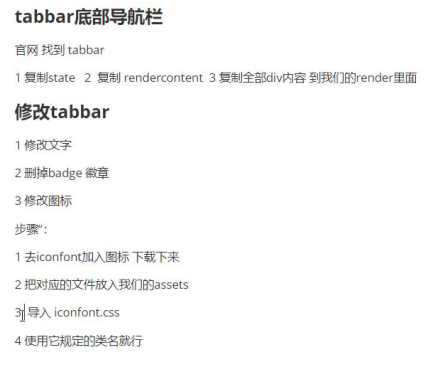 tabbar底部导航栏
官网 找到 tabbar
1 复制state 2 复制 rendercontent 3 复制全部div内容 到我们的render里面
修改tabbar
1 修改文字
2 删掉badge 徽章
3 修改图标
步骤“：
1 去iconfont加入图标 下载下来
2 把对应的文件放入我们的assets
3 导入 iconfont.css
4 使用它规定的类名就行